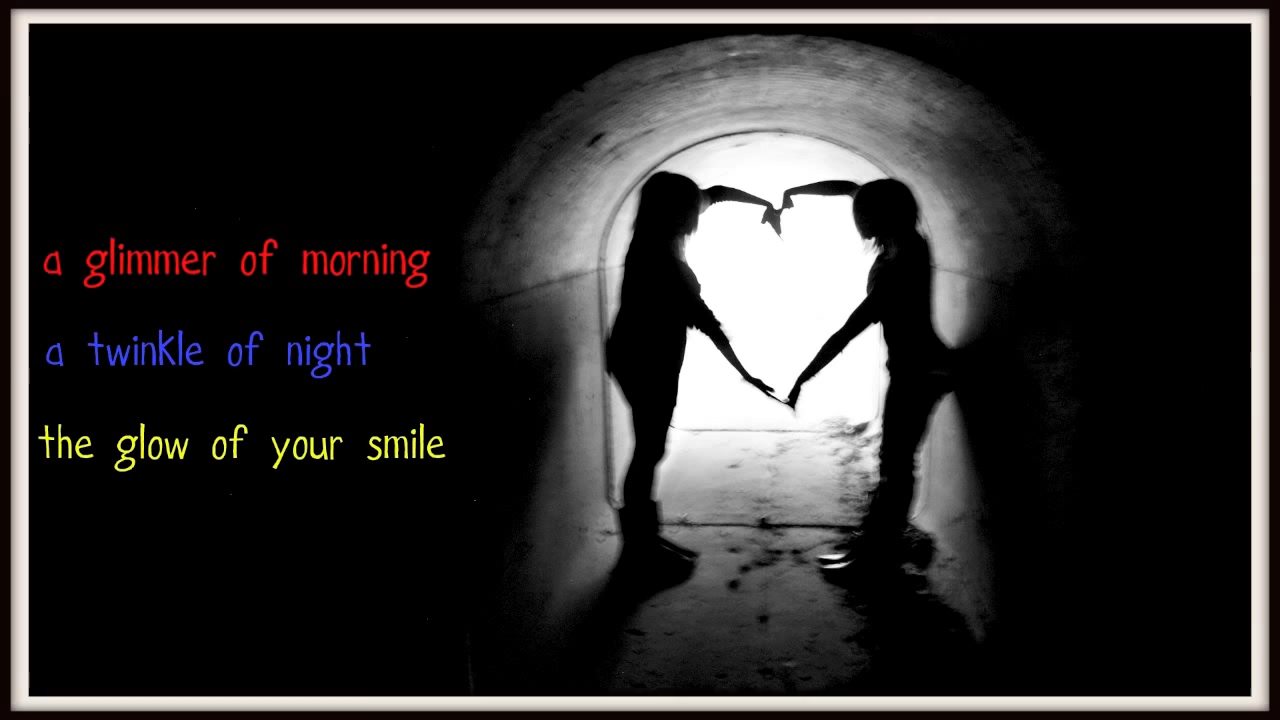 a glimmer of morning
a twinkle of night
the glow of your smile